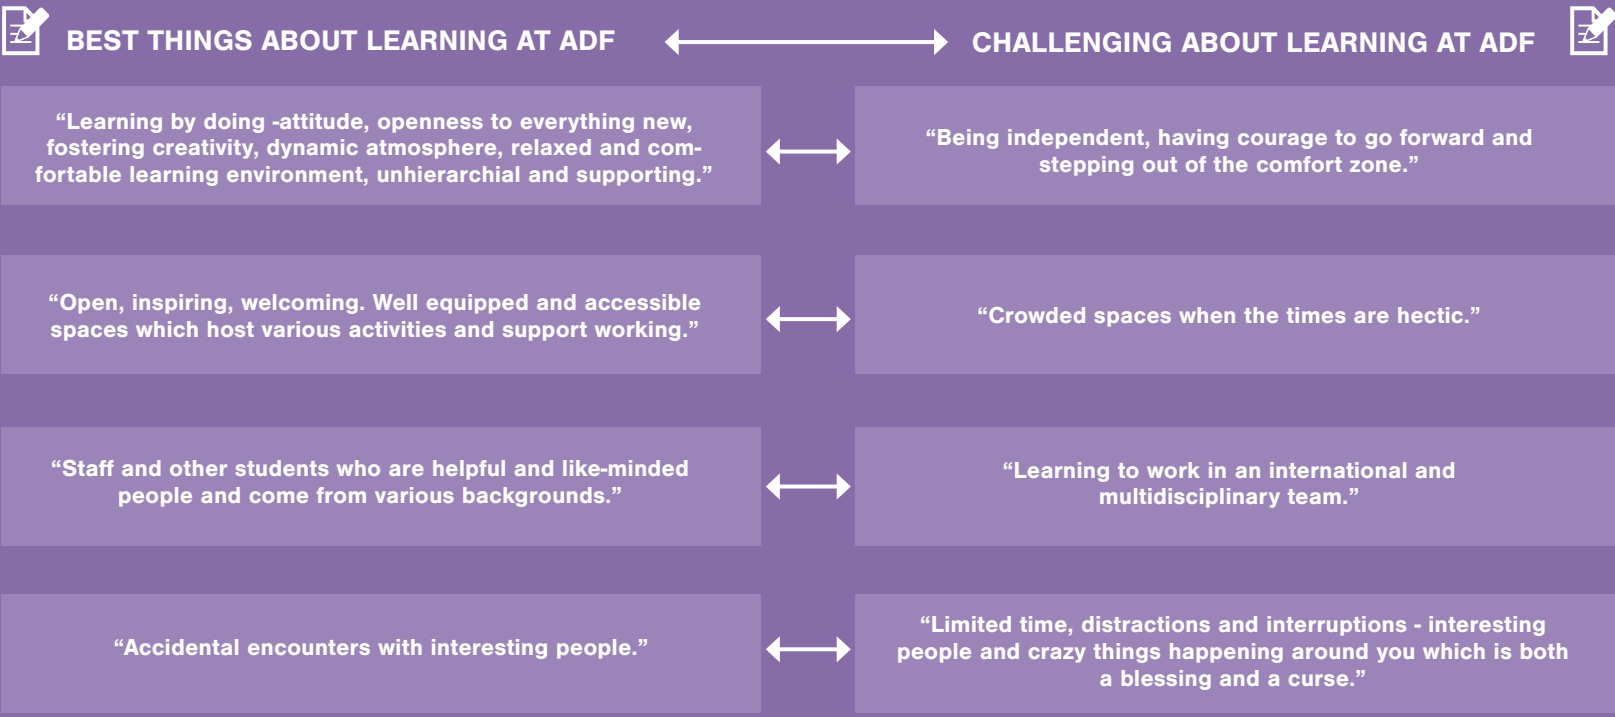 BEST THINGS ABOUT LEARNING AT ADF
CHALLENGING ABOUT LEARNING AT ADF
“Learning by doing -attitude, openness to everything new,
fostering creativity, dynamic atmosphere, relaxed and com-
fortable learning environment, unhierarchial and supporting.”
“Being independent, having courage to go forward and
stepping out of the comfort zone.”
“Open, inspiring, welcoming. Well equipped and accessible
spaces which host various activities and support working.”
“Crowded spaces when the times are hectic.”
“Staff and other students who are helpful and like-minded
people and come from various backgrounds.”
“Learning to work in an international and
multidisciplinary team.”
“Accidental encounters with interesting people.”
“Limited time, distractions and interruptions - interesting
people and crazy things happening around you which is both
a blessing and a curse.”